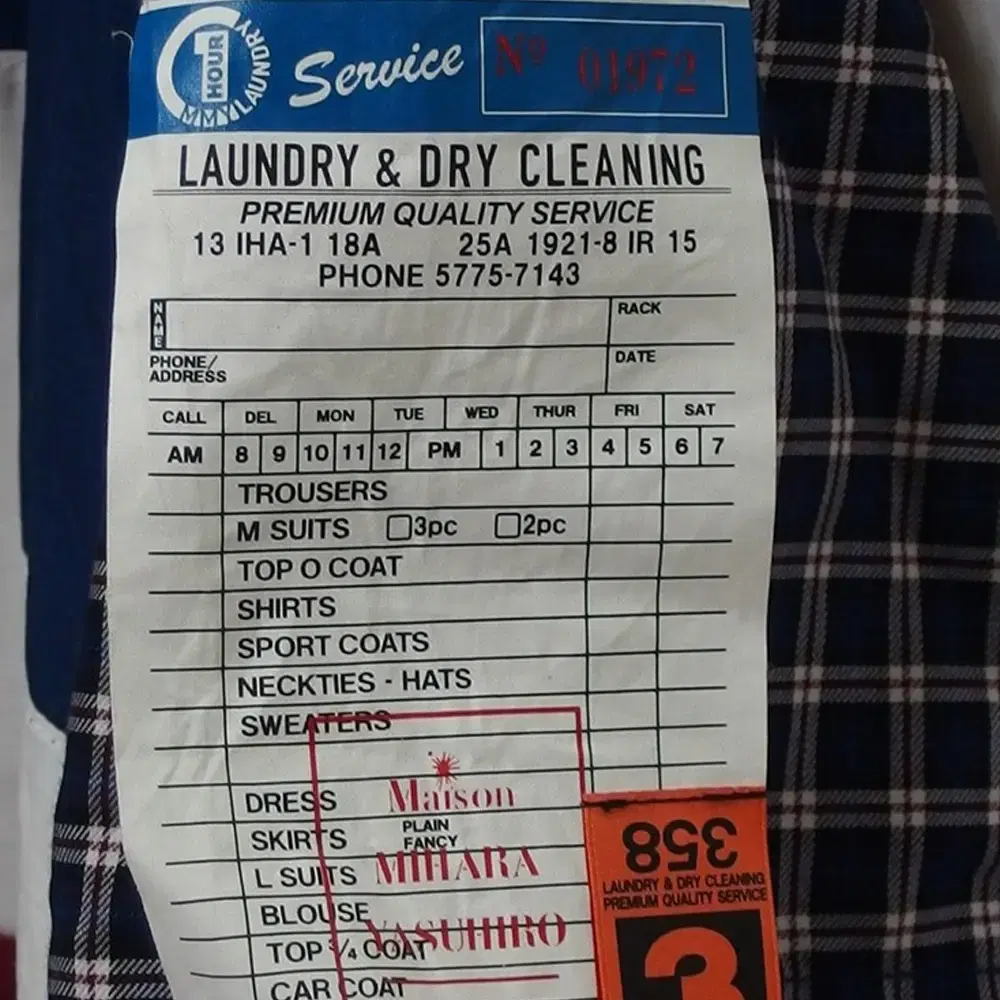 1 HOUR
MMY LAUNDRY
Service
Nº 01972
LAUNDRY & DRY CLEANING
PREMIUM QUALITY SERVICE
13 IHA-1 18A 25A 1921-8 IR 15
PHONE 5775-7143
NAME
RACK
PHONE/
ADDRESS
DATE
CALL DEL MON TUE WED THUR FRI SAT
AM 8 9 10 11 12 PM 1 2 3 4 5 6 7
TROUSERS
M SUITS 3pc 2pc
TOP O COAT
SHIRTS
SPORT COATS
NECKTIES - HATS
SWEATERS
DRESS
SKIRTS PLAIN
FANCY
L SUITS
BLOUSE
TOP ¾ COAT
CAR COAT
Maison
MIHARA
YASUHIRO
358
LAUNDRY & DRY CLEANING
PREMIUM QUALITY SERVICE
3